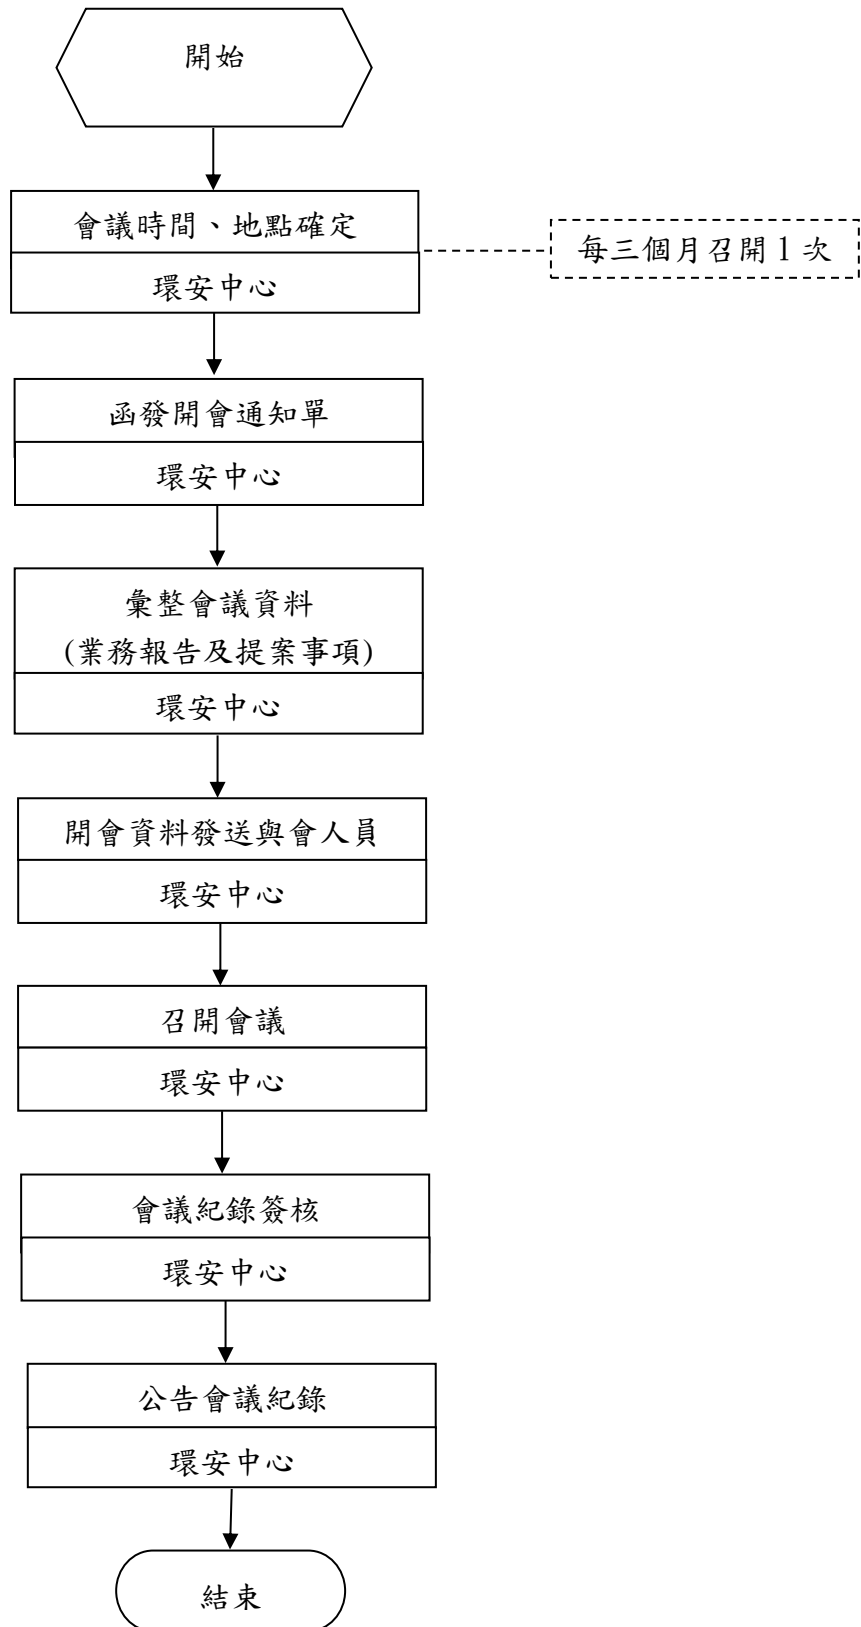 開始
會議時間、地點確定
環安中心
每三個月召開 1 次
函發開會通知單
環安中心
彙整會議資料
(業務報告及提案事項)
環安中心
開會資料發送與會人員
環安中心
召開會議
環安中心
會議紀錄簽核
環安中心
公告會議紀錄
環安中心
結束